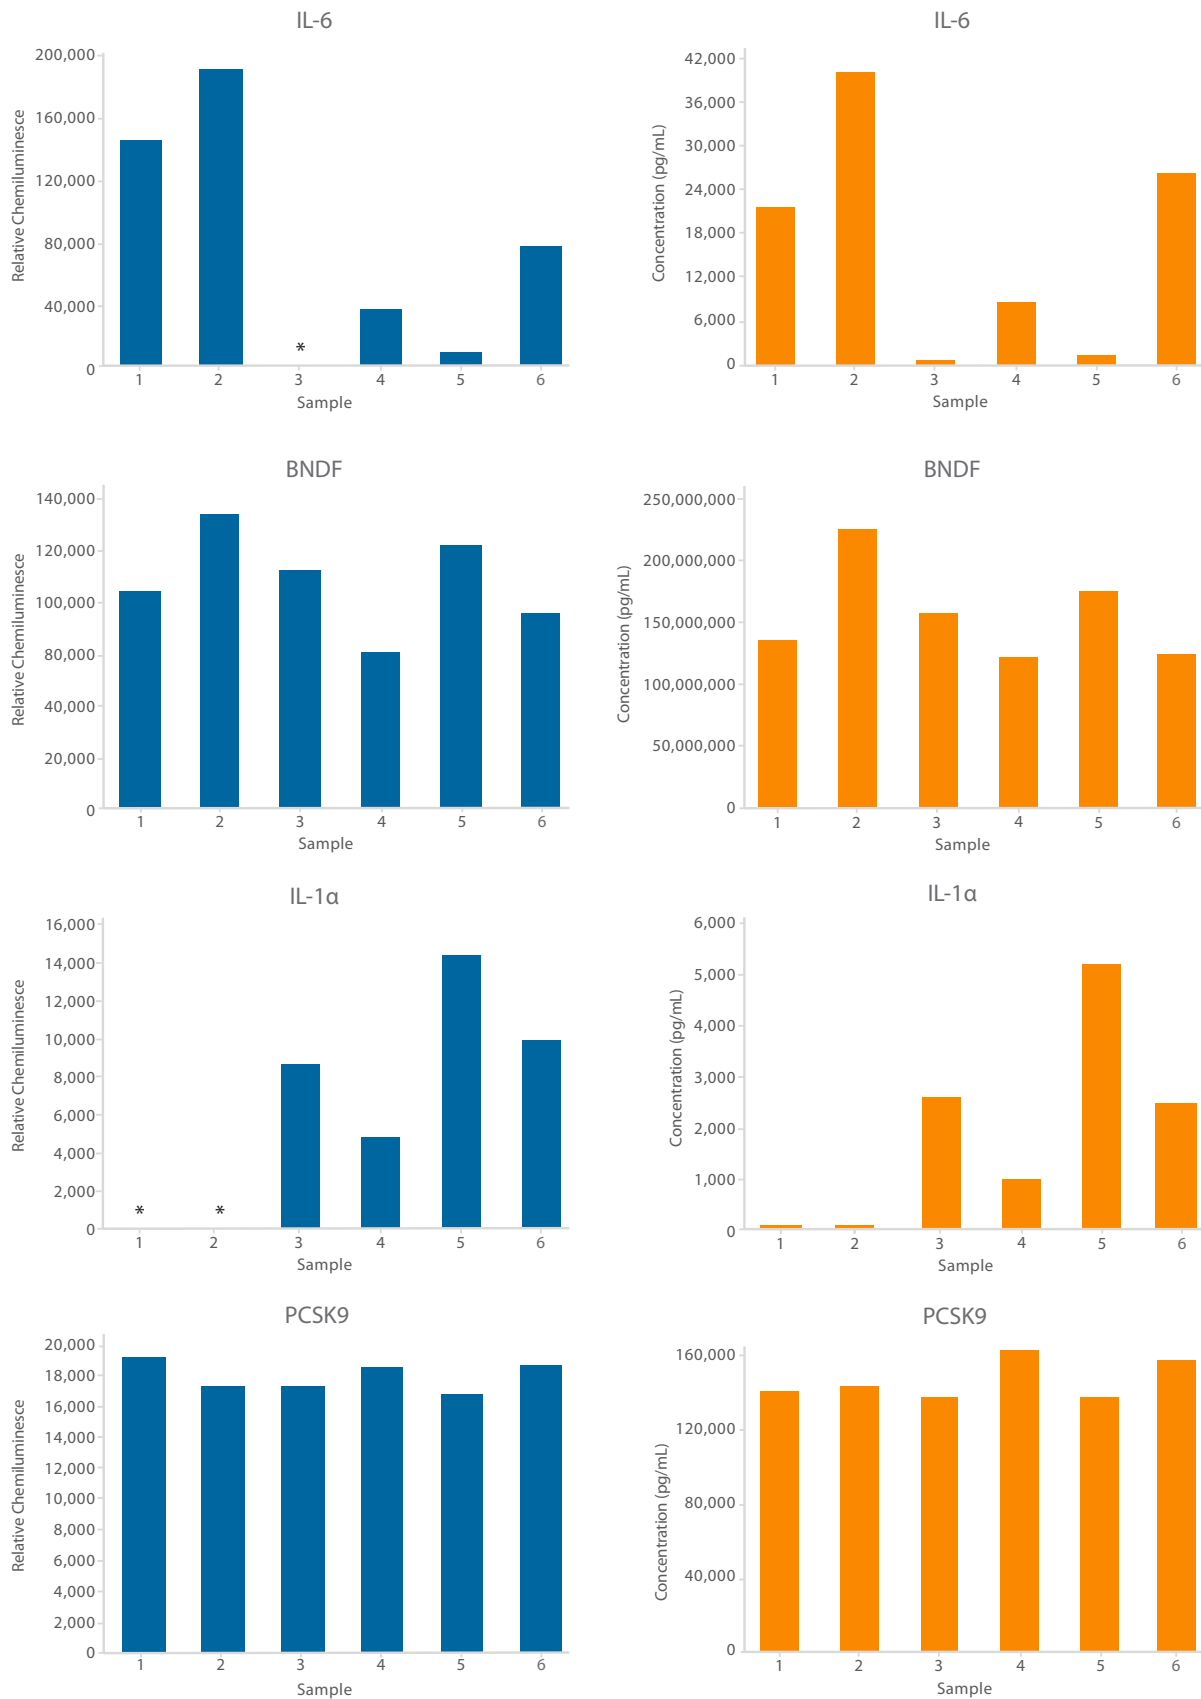 IL-6
200,000
160,000
120,000
80,000
40,000
0
Relative Chemiluminesce
*
1 2 3 4 5 6
Sample
IL-6
42,000
36,000
30,000
24,000
18,000
12,000
6,000
0
Concentration (pg/mL)
1 2 3 4 5 6
Sample
BNDF
140,000
120,000
100,000
80,000
40,000
20,000
0
Relative Chemiluminesce
1 2 3 4 5 6
Sample
BNDF
250,000,000
200,000,000
150,000,000
100,000,000
50,000,000
0
Concentration (pg/mL)
1 2 3 4 5 6
Sample
IL-1α
16,000
14,000
12,000
10,000
8,000
6,000
4,000
2,000
0
Relative Chemiluminesce
* *
1 2 3 4 5 6
Sample
IL-1α
6,000
5,000
4,000
3,000
2,000
1,000
0
Concentration (pg/mL)
1 2 3 4 5 6
Sample
PCSK9
20,000
18,000
16,000
14,000
12,000
10,000
8,000
6,000
4,000
2,000
0
Relative Chemiluminesce
1 2 3 4 5 6
Sample
PCSK9
160,000
120,000
80,000
40,000
0
Concentration (pg/mL)
1 2 3 4 5 6
Sample